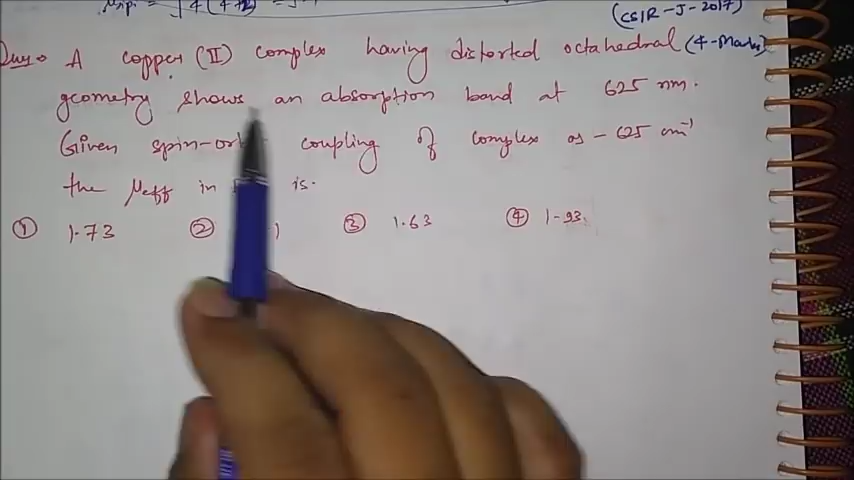 (CSIR-J-2017)
Ques A copper (II) complex having distorted octahedral (4-Marks)
geometry shows an absorption band at 625 nm.
Given spin- coupling of complex as - 625 cm⁻¹
the μeff in is.
① 1.73 ② ③ 1.63 ④ 1.93.